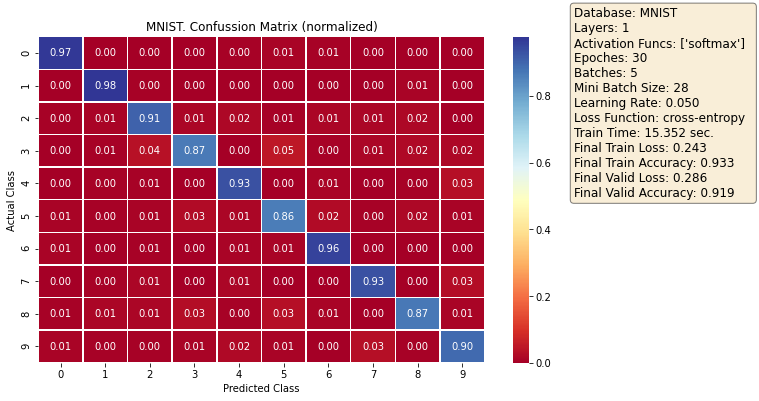 MNIST. Confussion Matrix (normalized)
Actual Class
0 0.97 0.00 0.00 0.00 0.00 0.01 0.01 0.00 0.00 0.00
1 0.00 0.98 0.00 0.00 0.00 0.00 0.00 0.00 0.01 0.00
2 0.00 0.01 0.91 0.01 0.02 0.01 0.01 0.01 0.02 0.00
3 0.00 0.01 0.04 0.87 0.00 0.05 0.00 0.01 0.02 0.02
4 0.00 0.00 0.01 0.00 0.93 0.00 0.01 0.00 0.00 0.03
5 0.01 0.00 0.01 0.03 0.01 0.86 0.02 0.00 0.02 0.01
6 0.01 0.00 0.01 0.00 0.01 0.01 0.96 0.00 0.00 0.00
7 0.00 0.00 0.01 0.01 0.01 0.00 0.00 0.93 0.00 0.03
8 0.01 0.01 0.01 0.03 0.00 0.03 0.01 0.00 0.87 0.01
9 0.01 0.00 0.00 0.01 0.02 0.01 0.00 0.03 0.00 0.90
0 1 2 3 4 5 6 7 8 9
Predicted Class
0.8
0.6
0.4
0.2
0.0
Database: MNIST
Layers: 1
Activation Funcs: ['softmax']
Epoches: 30
Batches: 5
Mini Batch Size: 28
Learning Rate: 0.050
Loss Function: cross-entropy
Train Time: 15.352 sec.
Final Train Loss: 0.243
Final Train Accuracy: 0.933
Final Valid Loss: 0.286
Final Valid Accuracy: 0.919